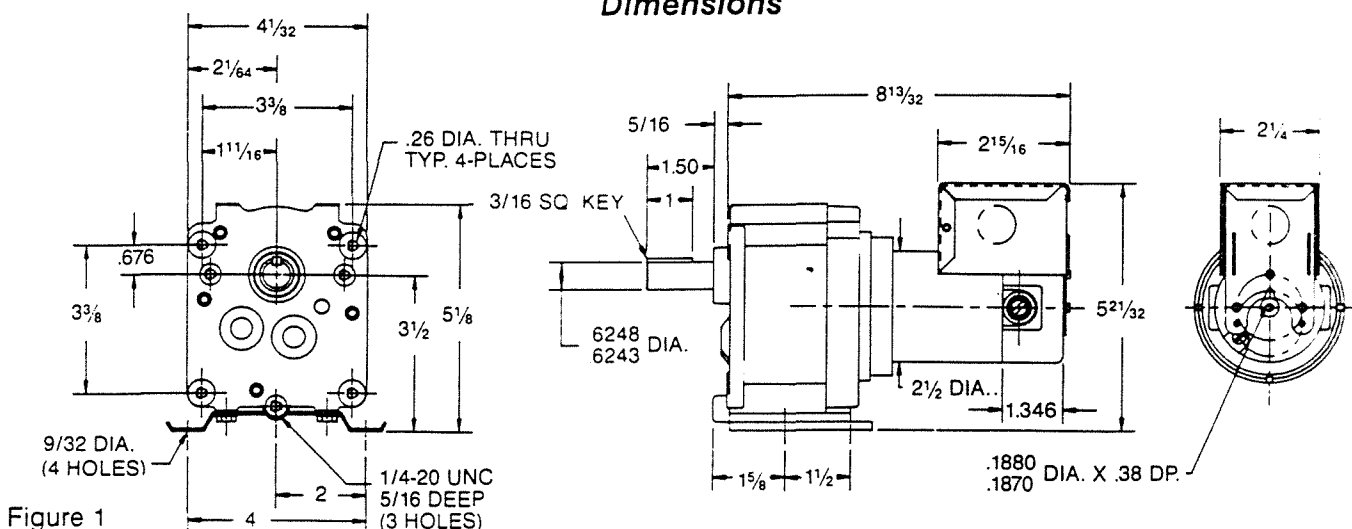 Dimensions
4 1/32
2 1/64
3 3/8
1 11/16
.26 DIA. THRU
TYP. 4-PLACES
.676
3 3/8
3 1/2
5 1/8
9/32 DIA.
(4 HOLES)
1/4-20 UNC
5/16 DEEP
(3 HOLES)
2
4
8 13/32
5/16
2 15/16
1.50
1
3/16 SQ KEY
6248
6243 DIA.
2 1/2 DIA..
1.346
5 21/32
1 5/8
1 1/2
2 1/4
.1880
.1870 DIA. X .38 DP.
Figure 1